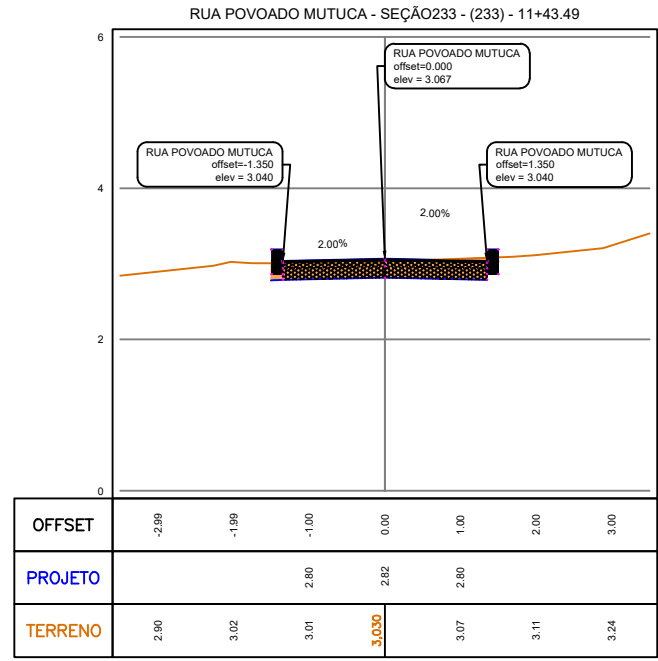 RUA POVOADO MUTUCA - SEÇÃO233 - (233) - 11+43.49
6
RUA POVOADO MUTUCA
offset=0.000
elev = 3.067
RUA POVOADO MUTUCA
offset=-1.350
elev = 3.040
RUA POVOADO MUTUCA
offset=1.350
elev = 3.040
4
2.00%
2.00%
2
0
OFFSET -2.99 -1.99 -1.00 0.00 1.00 2.00 3.00
PROJETO 2.80 2.82 2.80
TERRENO 2.90 3.02 3.01 3.030 3.07 3.11 3.24